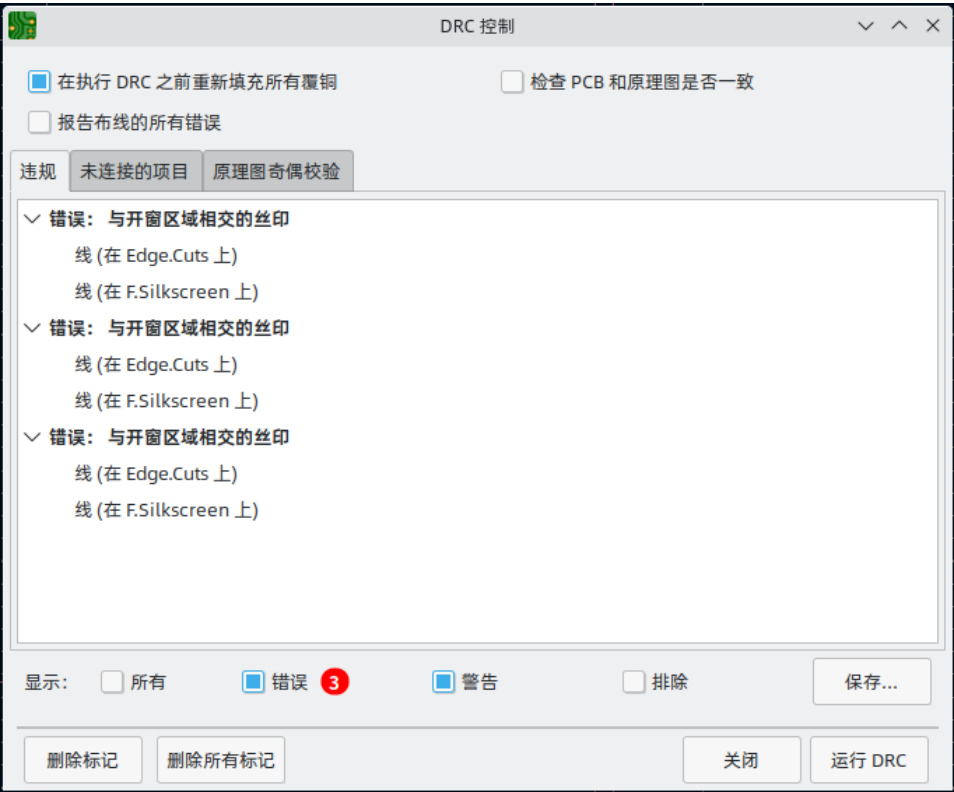 DRC 控制
在执行 DRC 之前重新填充所有覆铜
检查 PCB 和原理图是否一致
报告布线的所有错误
违规 未连接的项目 原理图奇偶校验
错误： 与开窗区域相交的丝印
线 (在 Edge.Cuts 上)
线 (在 F.Silkscreen 上)
错误： 与开窗区域相交的丝印
线 (在 Edge.Cuts 上)
线 (在 F.Silkscreen 上)
错误： 与开窗区域相交的丝印
线 (在 Edge.Cuts 上)
线 (在 F.Silkscreen 上)
显示： 所有 错误 3 警告 排除 保存...
删除标记 删除所有标记 关闭 运行 DRC